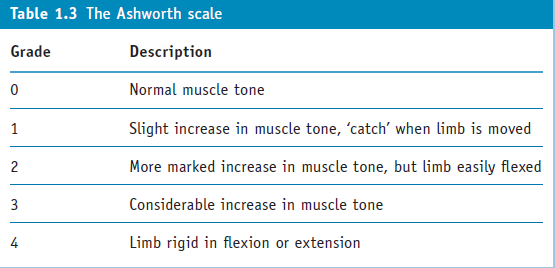 Table 1.3 The Ashworth scale
Grade Description
0 Normal muscle tone
1 Slight increase in muscle tone, ‘catch’ when limb is moved
2 More marked increase in muscle tone, but limb easily flexed
3 Considerable increase in muscle tone
4 Limb rigid in flexion or extension